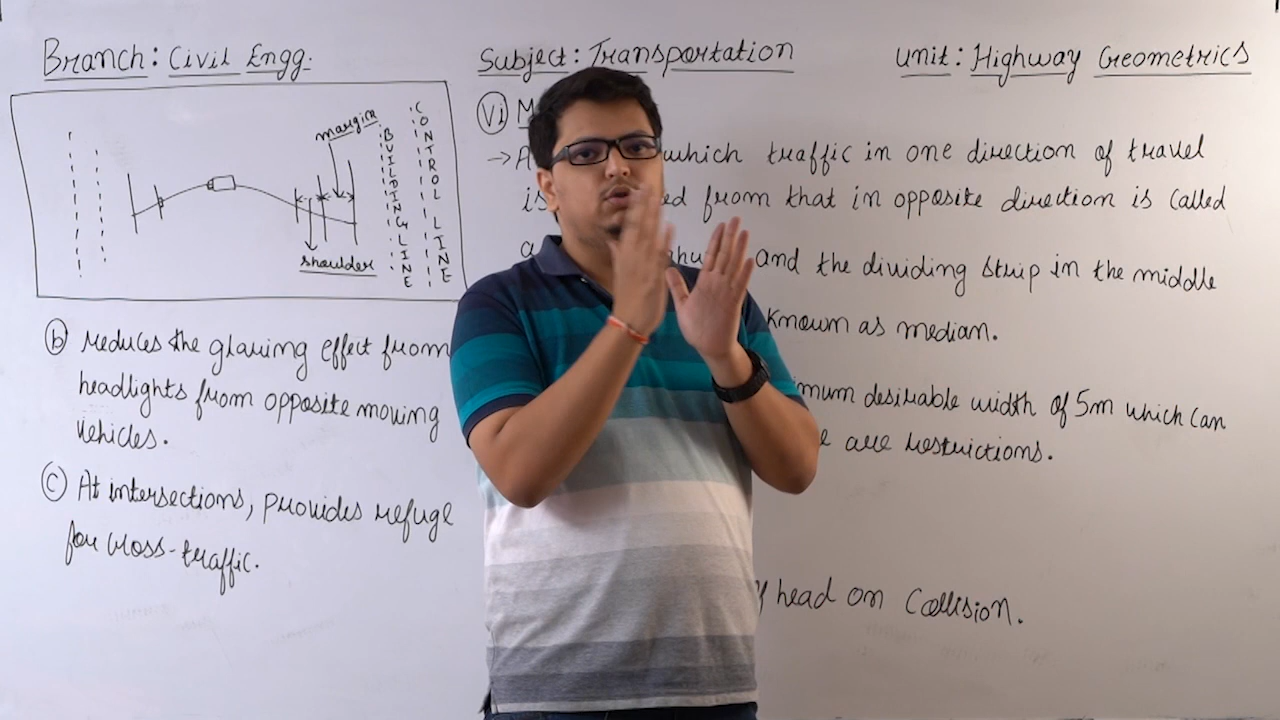 Branch: Civil Engg.
Subject: Transportation
Unit: Highway Geometrics
margin
shoulder
BUILDING LINE
CONTROL LINE
(b) reduces the glaring effect from
headlights from opposite moving
vehicles.
(c) At intersections, provides refuge
for cross-traffic.
(vi) M
→ A which traffic in one direction of travel
is ed from that in opposite direction is called
a and the dividing strip in the middle
known as median.
imum desirable width of 5m which can
e are restrictions.
head on Collision.